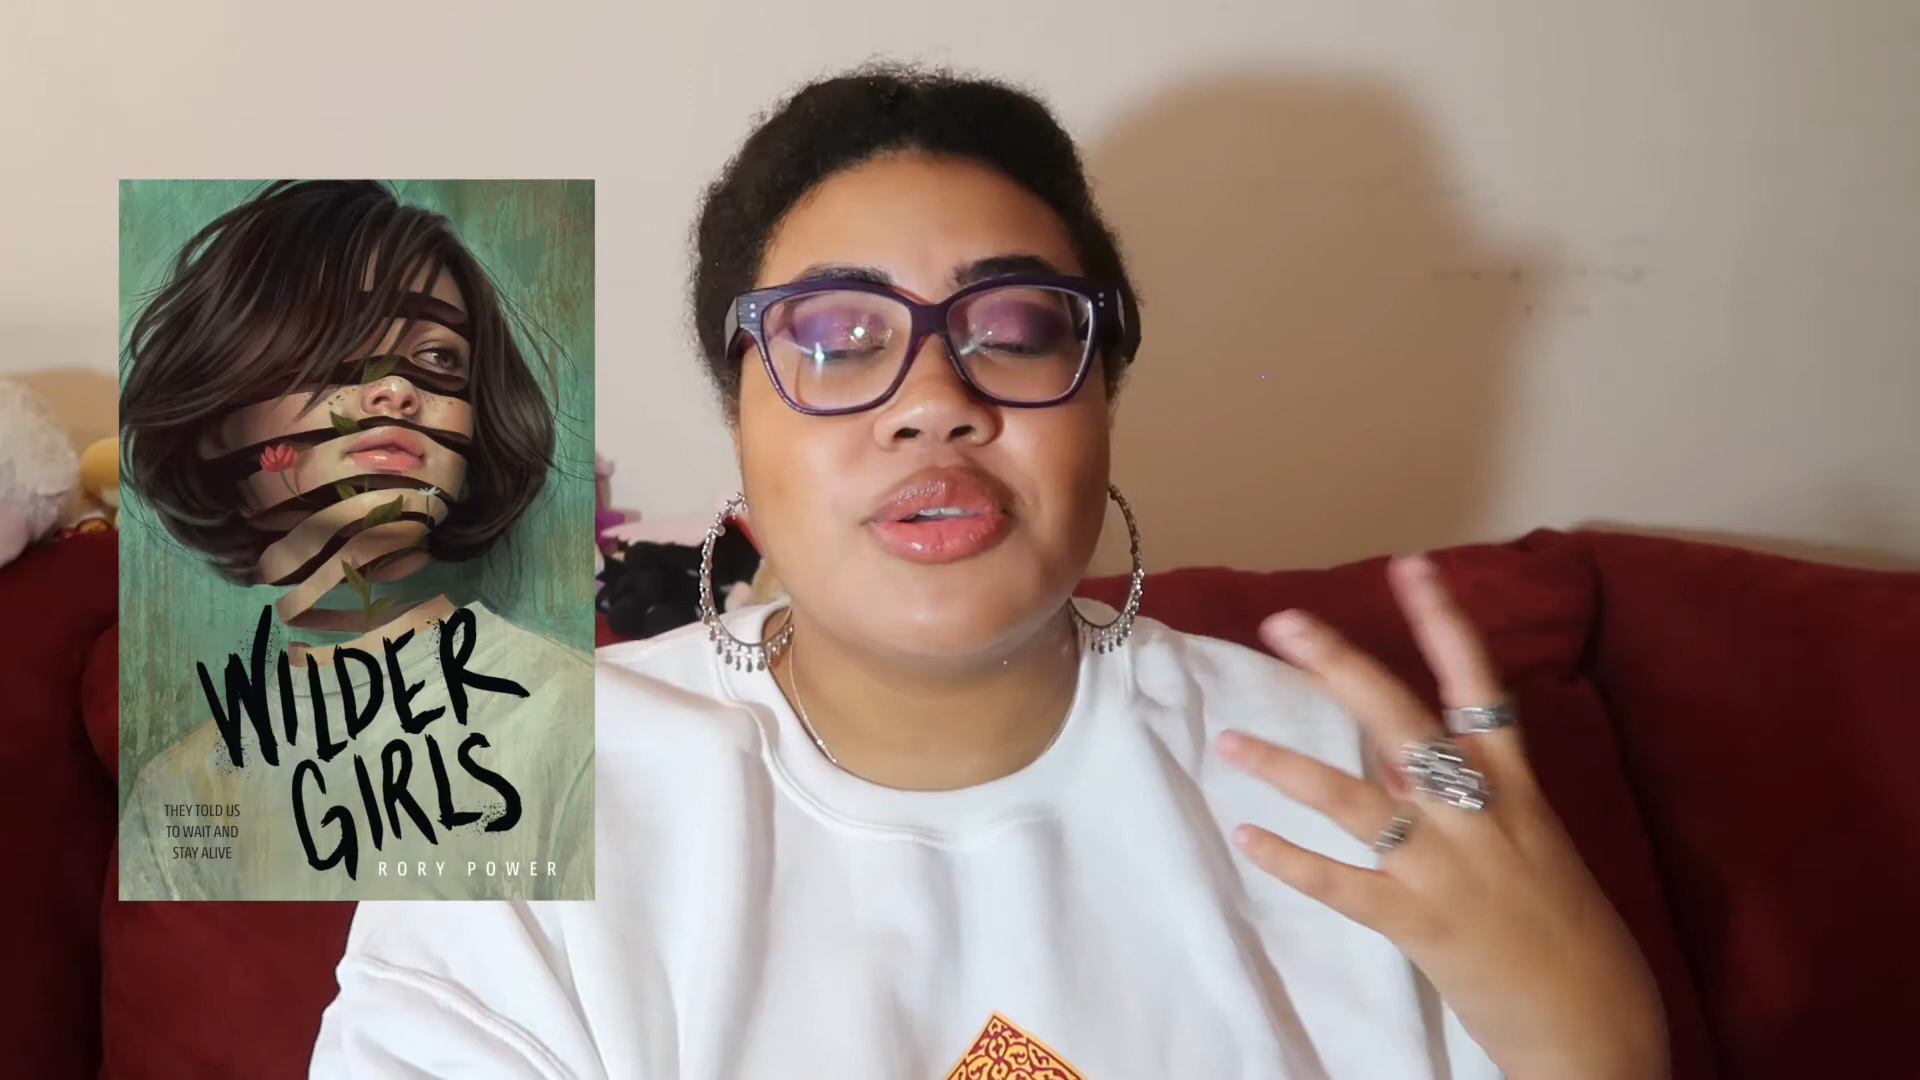 WILDER
GIRLS
THEY TOLD US
TO WAIT AND
STAY ALIVE
RORY POWER